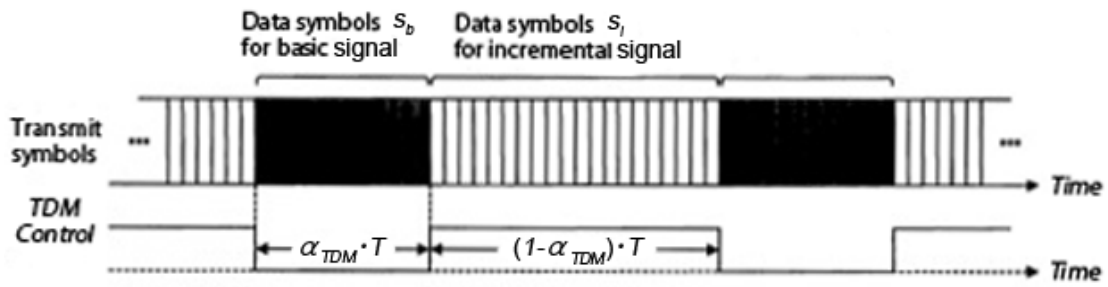 Data symbols s_b Data symbols s_l
for basic signal for incremental signal
Transmit
symbols
... ...
Time
TDM
Control
α_TDM · T (1-α_TDM) · T
Time